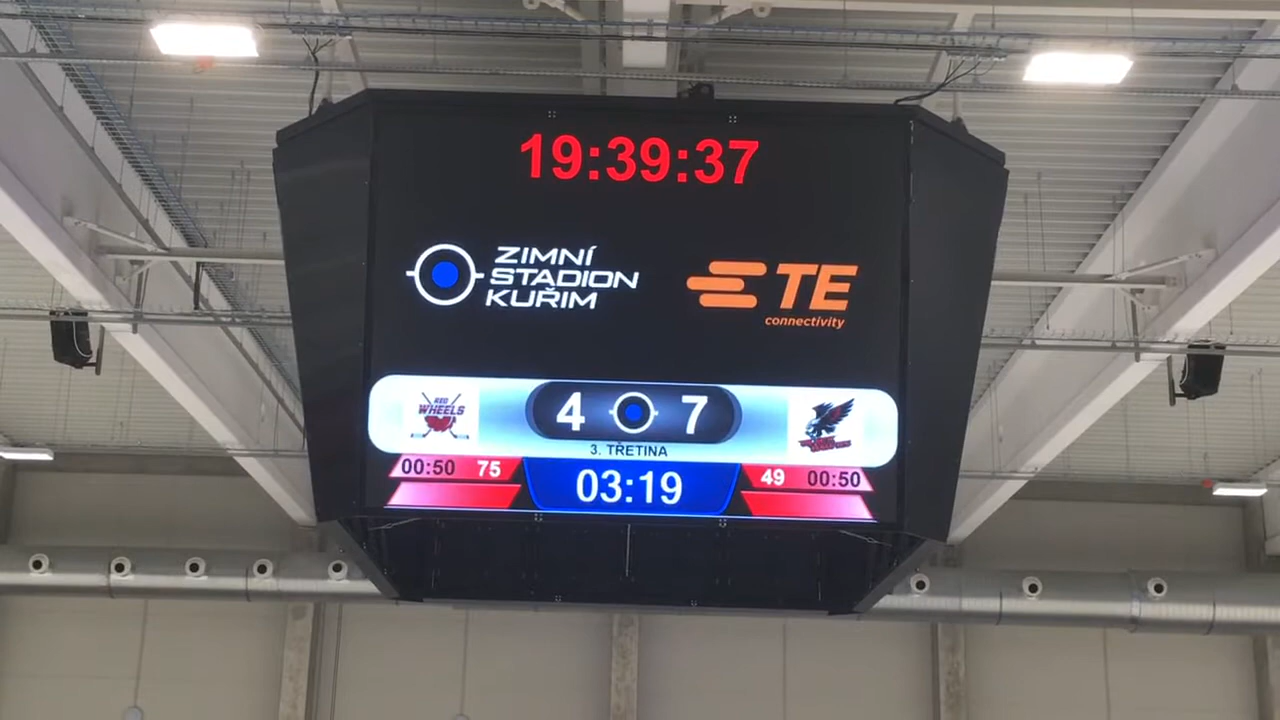 19:39:37
ZIMNÍ
STADION
KUŘIM
TE
connectivity
RED
WHEELS
4 7
3. TŘETINA
00:50 75
03:19
49 00:50